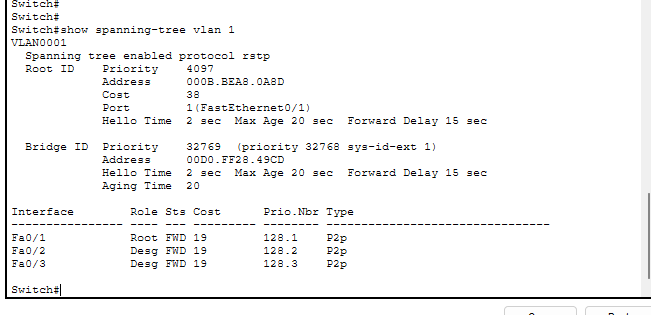 Switch#
Switch#
Switch#show spanning-tree vlan 1
VLAN0001
  Spanning tree enabled protocol rstp
  Root ID    Priority    4097
             Address     000B.BEA8.0A8D
             Cost        38
             Port        1(FastEthernet0/1)
             Hello Time  2 sec  Max Age 20 sec  Forward Delay 15 sec

  Bridge ID  Priority    32769  (priority 32768 sys-id-ext 1)
             Address     00D0.FF28.49CD
             Hello Time  2 sec  Max Age 20 sec  Forward Delay 15 sec
             Aging Time  20

Interface        Role Sts Cost      Prio.Nbr Type
---------------- ---- --- --------- -------- --------------------------------
Fa0/1            Root FWD 19        128.1    P2p
Fa0/2            Desg FWD 19        128.2    P2p
Fa0/3            Desg FWD 19        128.3    P2p

Switch#